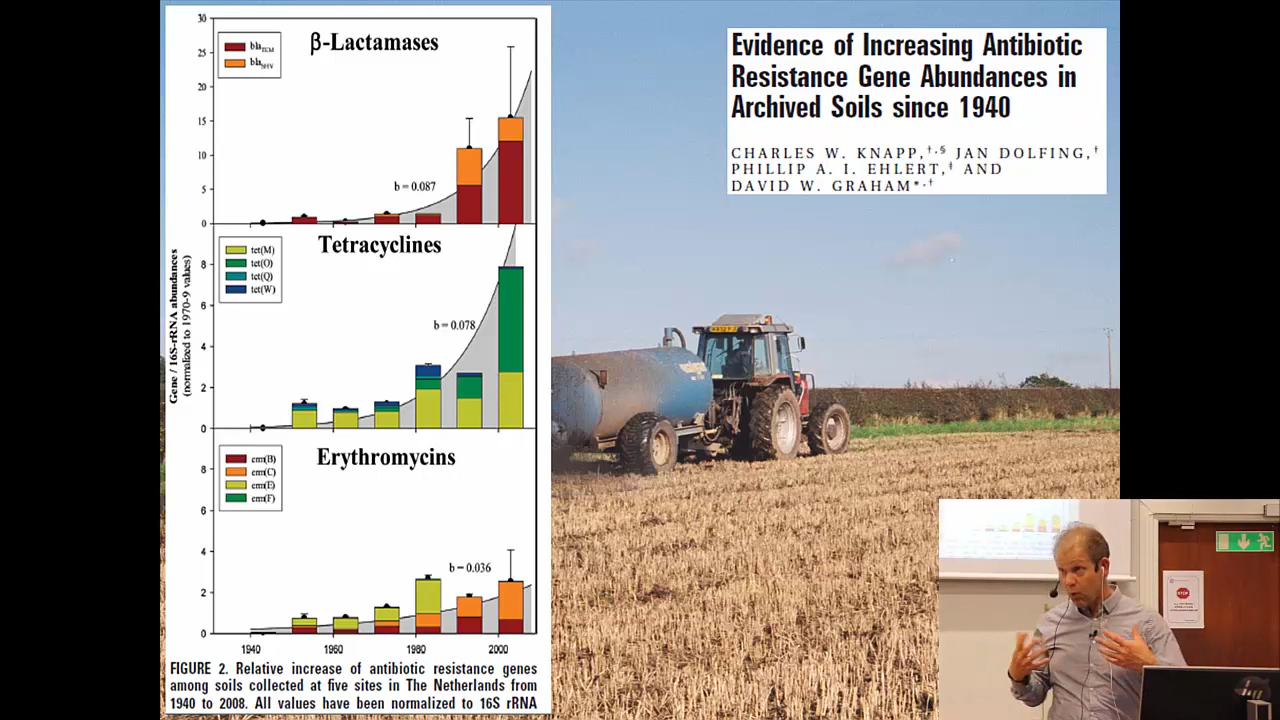 β-Lactamases
30
25
20
15
10
5
0
bla TEM
bla SHV
b = 0.087
Tetracyclines
8
6
4
2
0
tet(M)
tet(O)
tet(Q)
tet(W)
b = 0.078
Gene / 16S-rRNA abundances
(normalized to 1970-9 values)
Erythromycins
8
6
4
2
0
erm(B)
erm(C)
erm(E)
erm(F)
b = 0.036
1940
1960
1980
2000
FIGURE 2. Relative increase of antibiotic resistance genes
among soils collected at five sites in The Netherlands from
1940 to 2008. All values have been normalized to 16S rRNA
Evidence of Increasing Antibiotic
Resistance Gene Abundances in
Archived Soils since 1940
CHARLES W. KNAPP,†,§ JAN DOLFING,†
PHILLIP A. I. EHLERT,‡ AND
DAVID W. GRAHAM*,†
STOP